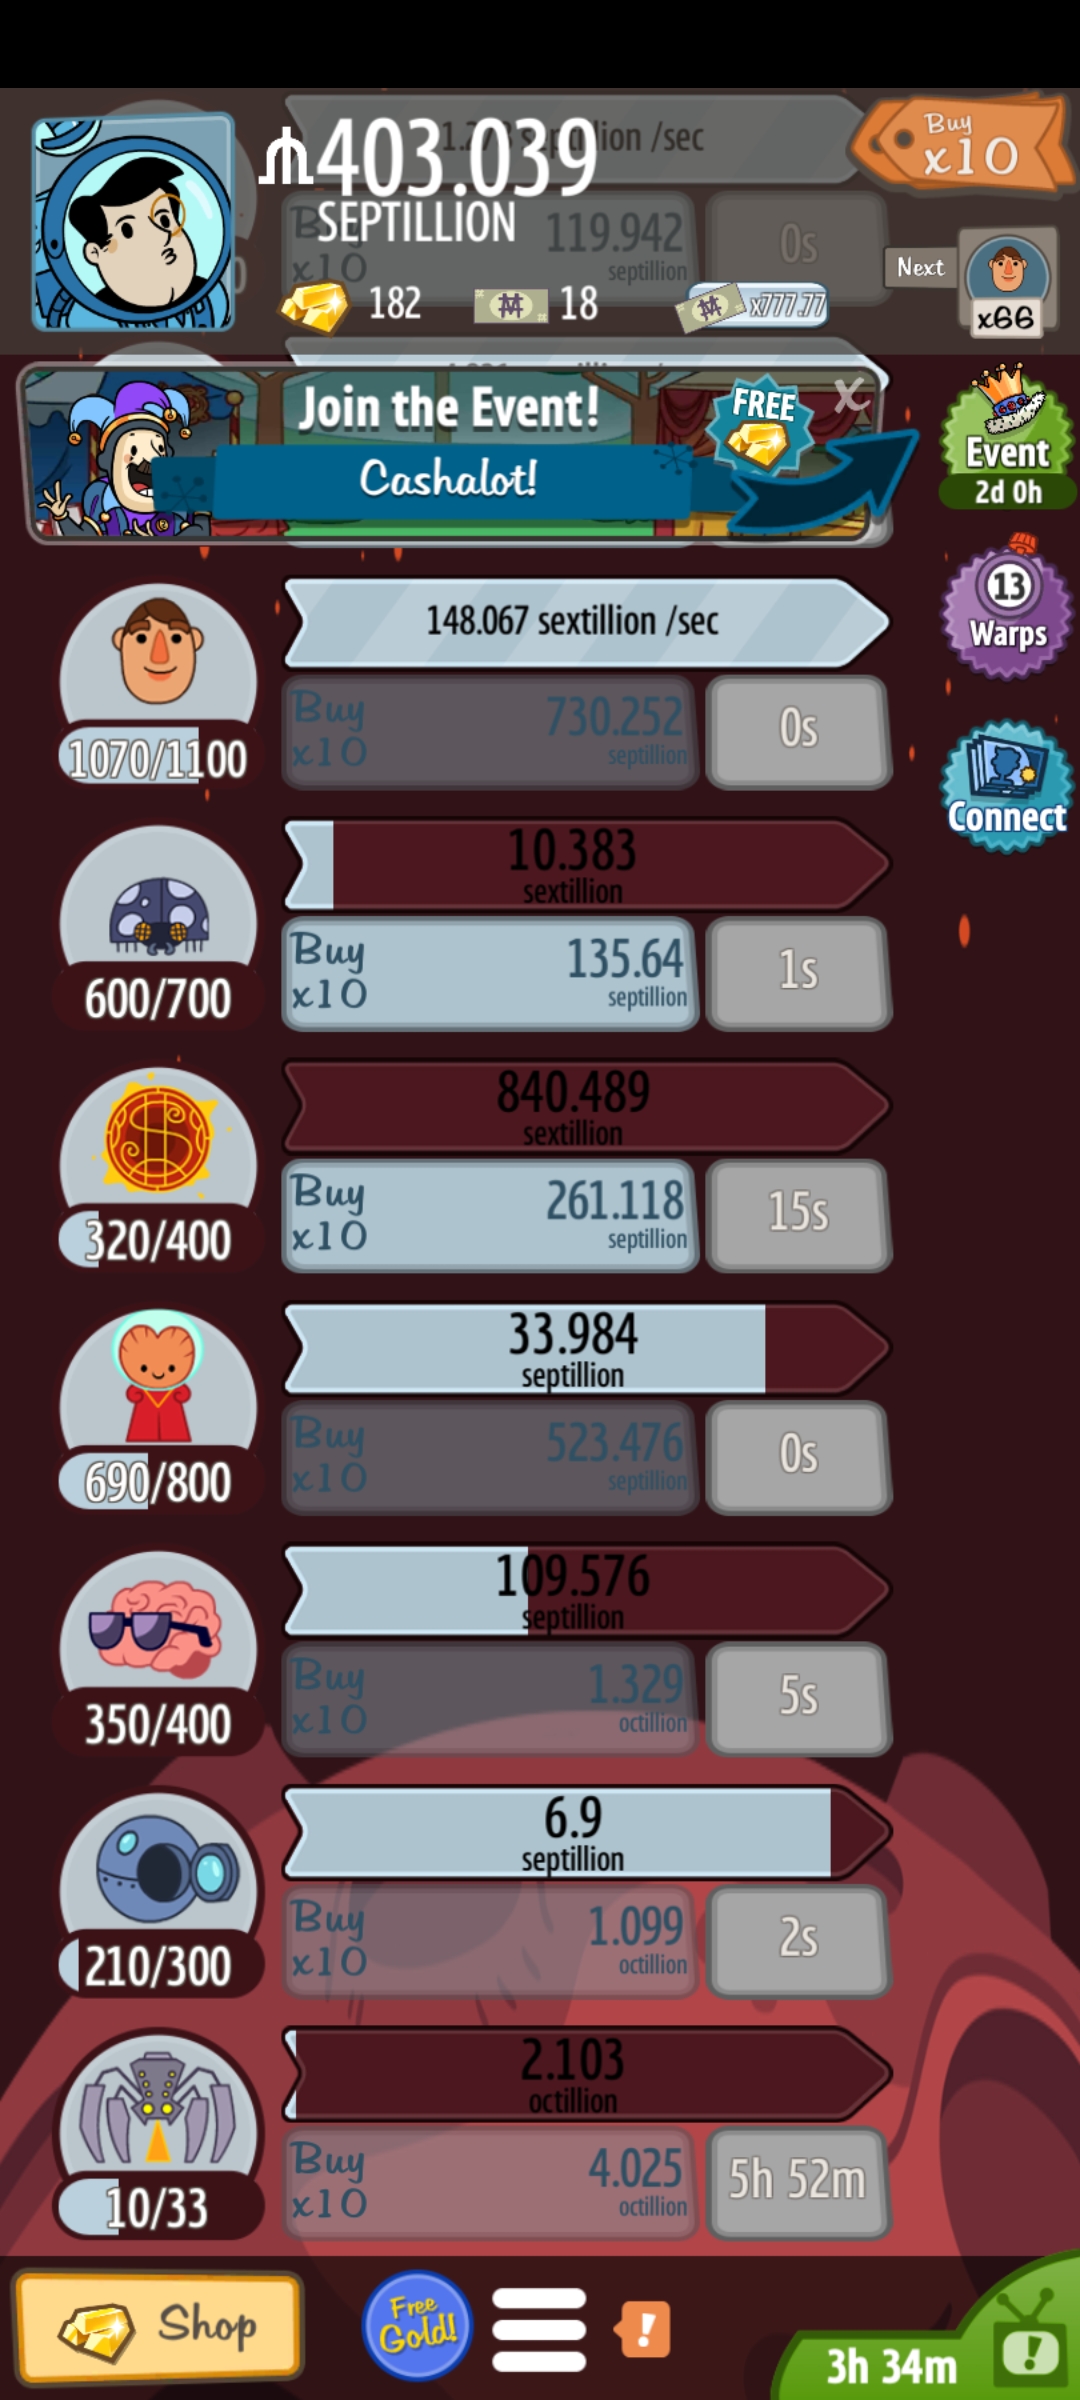 403.039
SEPTILLION
septillion /sec
Buy
x10
Buy
x10
119.942
septillion
0s
182
18
x777.77
Next
x66
Join the Event!
FREE
x
Cashalot!
Event
2d 0h
13
Warps
Connect
148.067 sextillion /sec
1070/1100
Buy
x10
730.252
septillion
0s
10.383
sextillion
600/700
Buy
x10
135.64
septillion
1s
840.489
sextillion
320/400
Buy
x10
261.118
septillion
15s
33.984
septillion
690/800
Buy
x10
523.476
septillion
0s
109.576
septillion
350/400
Buy
x10
1.329
octillion
5s
6.9
septillion
210/300
Buy
x10
1.099
octillion
2s
2.103
octillion
10/33
Buy
x10
4.025
octillion
5h 52m
Shop
Free
Gold!
!
3h 34m
!